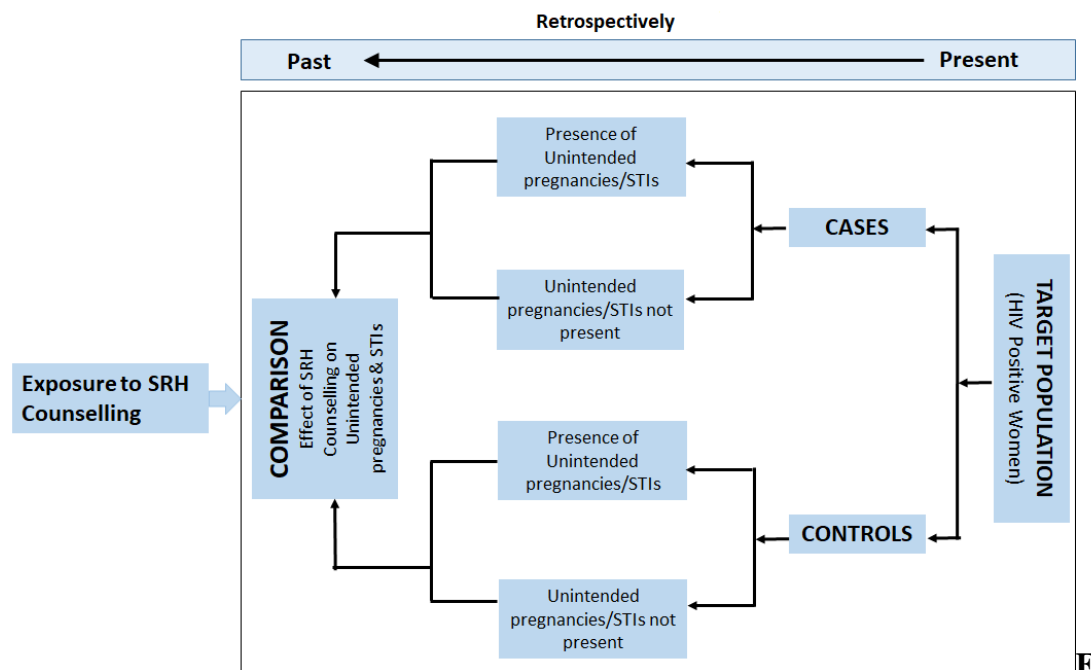 Retrospectively
Past
Present
Presence of
Unintended
pregnancies/STIs
CASES
Unintended
pregnancies/STIs not
present
TARGET POPULATION
(HIV Positive Women)
COMPARISON
Effect of SRH
Counselling on
Unintended
pregnancies & STIs
Exposure to SRH
Counselling
Presence of
Unintended
pregnancies/STIs
CONTROLS
Unintended
pregnancies/STIs not
present